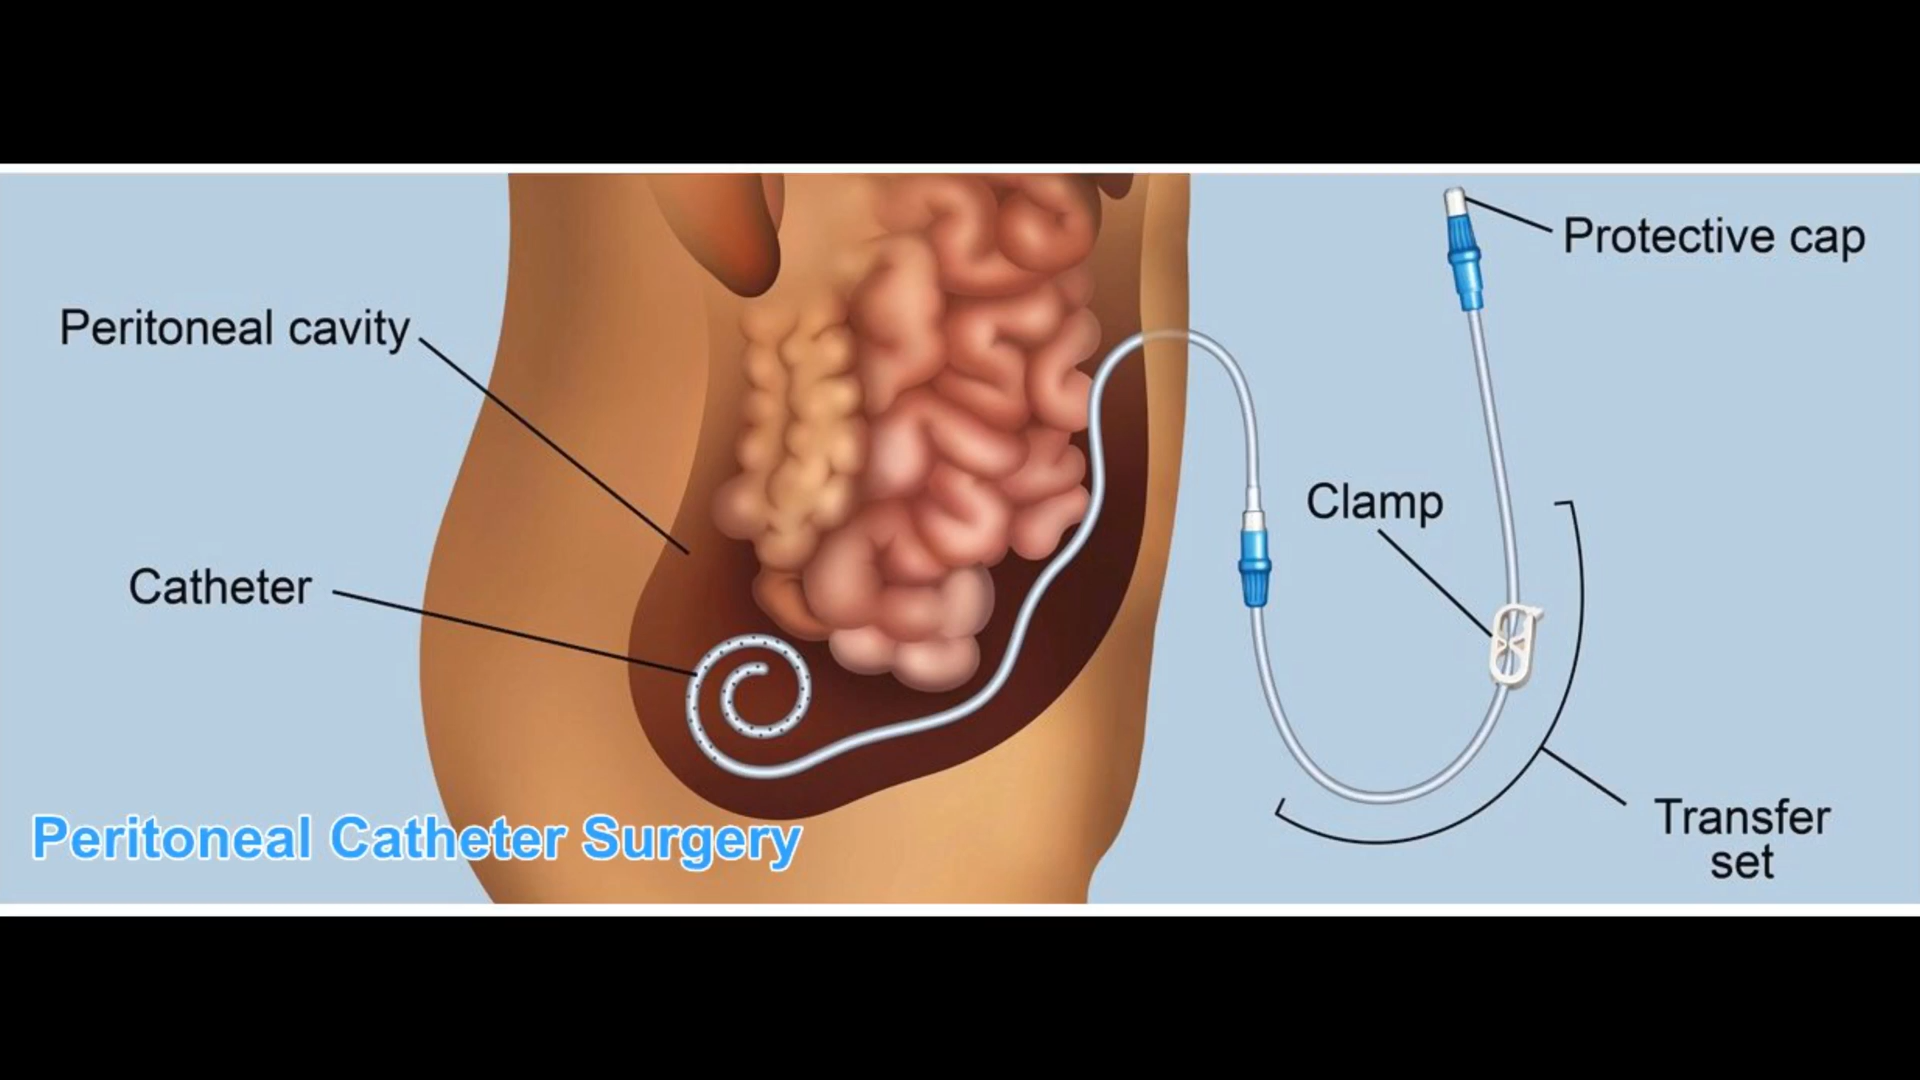 Protective cap
Peritoneal cavity
Clamp
Catheter
Transfer
set
Peritoneal Catheter Surgery